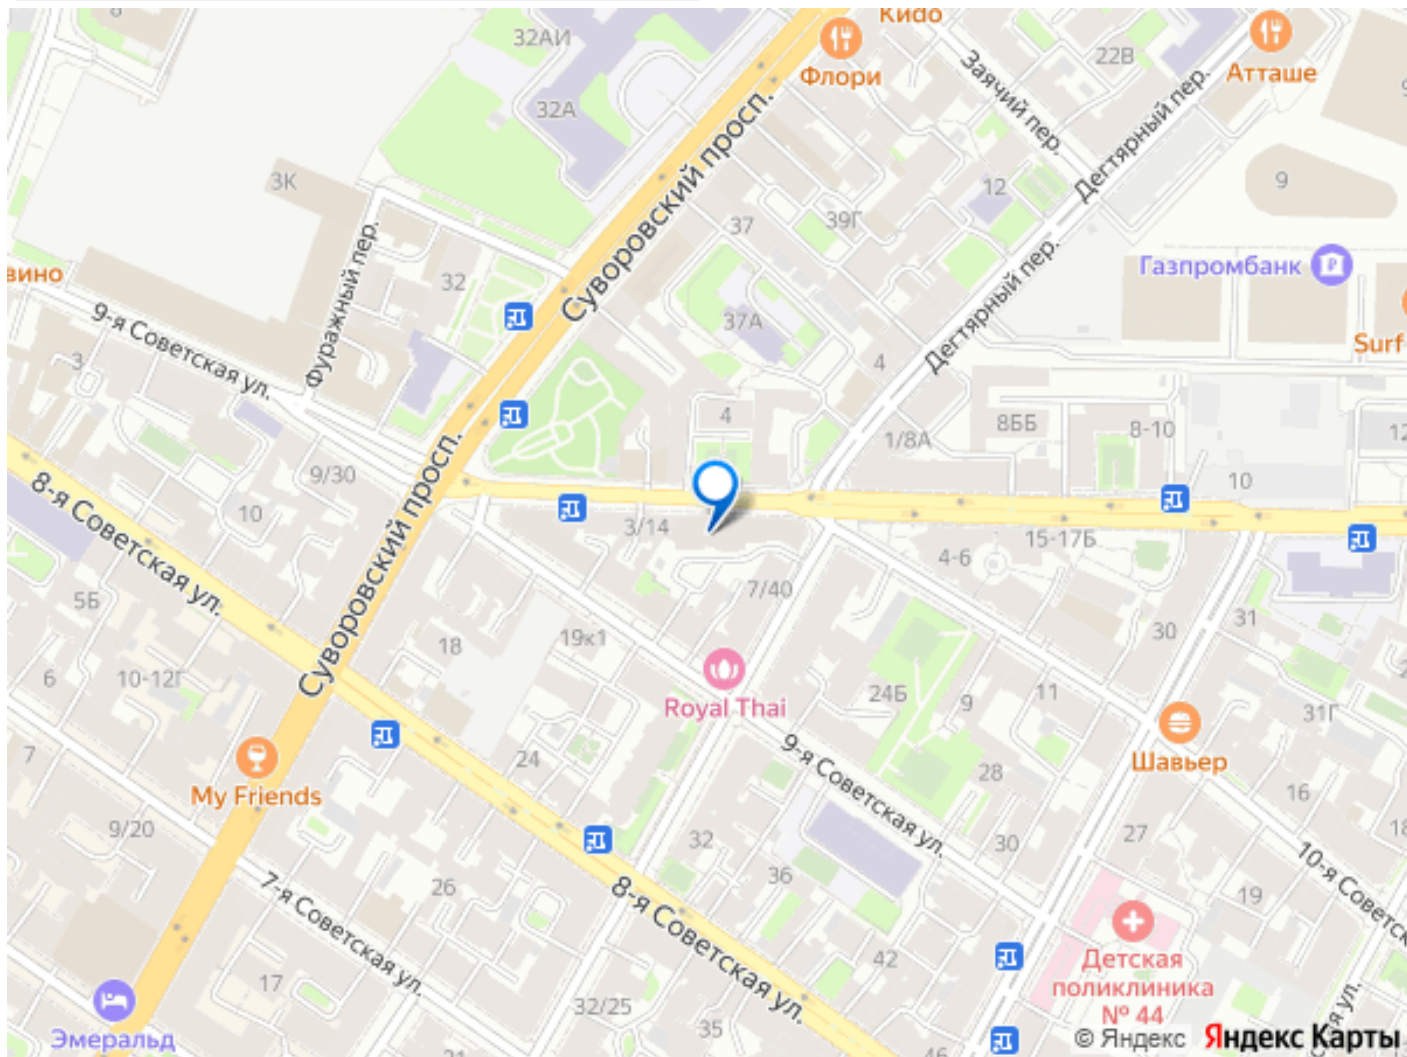 Кидо
32АИ
8
Флори
22В
Атташе
Заячий пер.
32А
Дегтярный пер.
Суворовский просп.
3К
12
9
37
39Г
Фуражный пер.
Дегтярный пер.
Газпромбанк
вино
32
37А
Surf
9-я Советская ул.
3
4
4
8ББ
8-10
12
1/8А
9/30
10
8-я Советская ул.
Суворовский просп.
10
3/14
15-17Б
4-6
7/40
5Б
31
30
18
19к1
6
10-12Г
24Б
9
11
Royal Thai
31Г
7
24
9-я Советская ул.
Шавьер
28
My Friends
16
9/20
32
30
27
18
10-я Советск
36
26
7-я Советская ул.
8-я Советская ул.
19
42
Детская
поликлиника
№ 44
17
32/25
35
я ул.
Эмеральд
21
46
© Яндекс Яндекс Карты